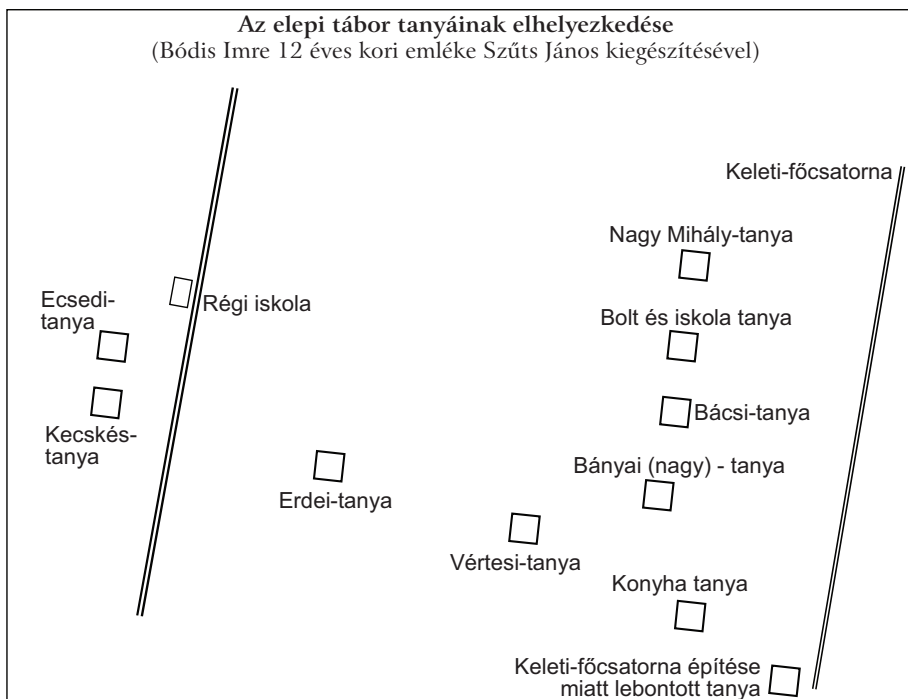 Az elepi tábor tanyáinak elhelyezkedése
(Bódis Imre 12 éves kori emléke Szűts János kiegészítésével)
Keleti-főcsatorna
Nagy Mihály-tanya
Ecsedi-
tanya
Régi iskola
Bolt és iskola tanya
Kecskés-
tanya
Bácsi-tanya
Bányai (nagy) - tanya
Erdei-tanya
Vértesi-tanya
Konyha tanya
Keleti-főcsatorna építése
miatt lebontott tanya